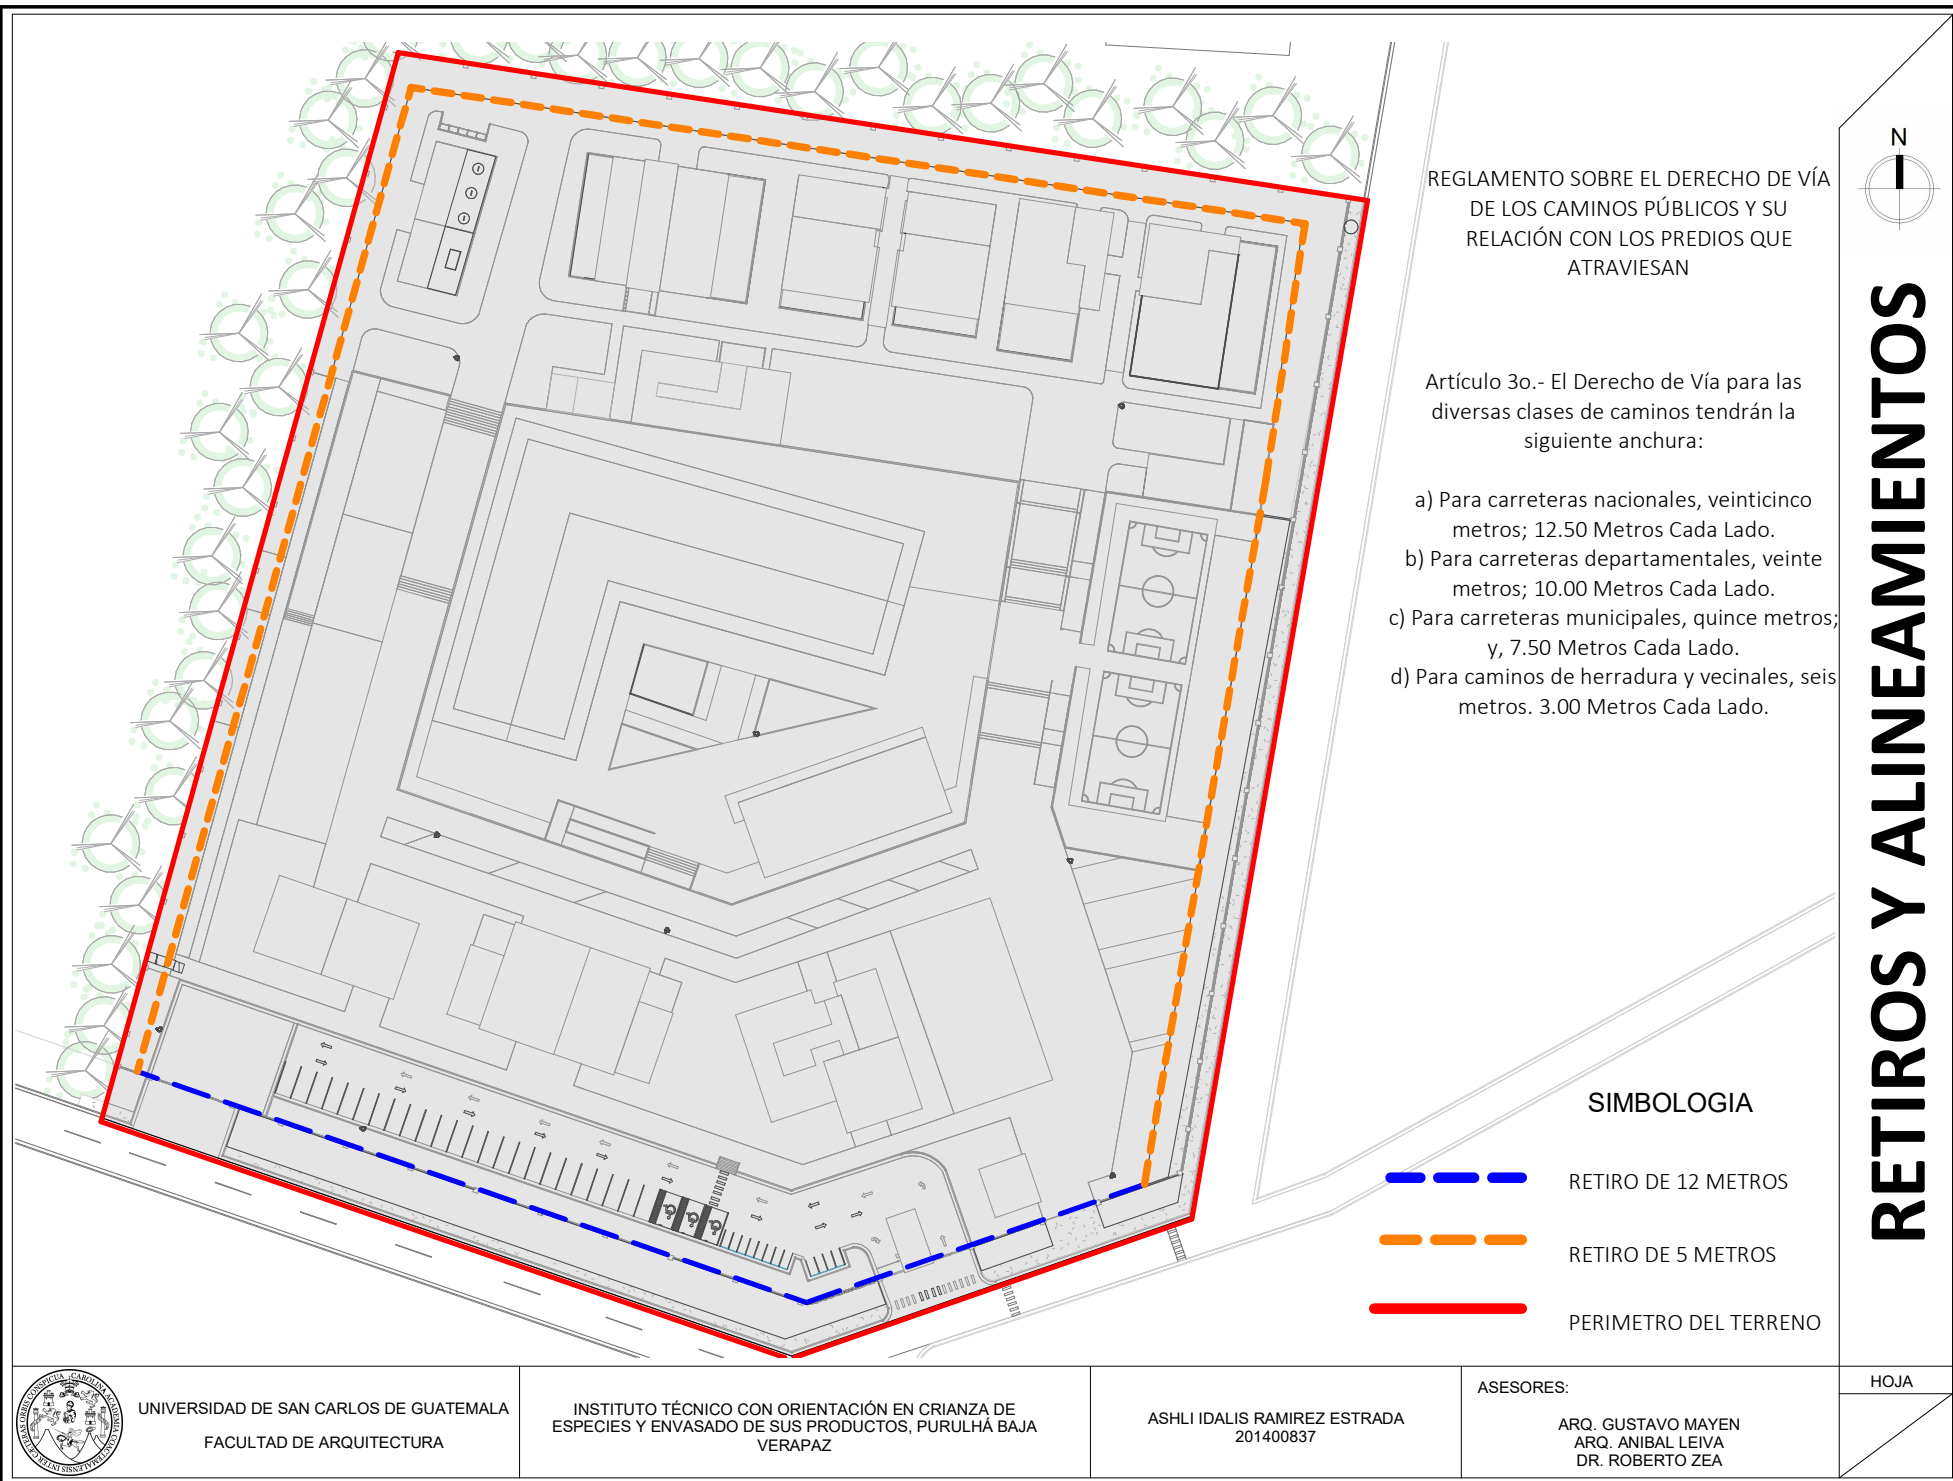 N
REGLAMENTO SOBRE EL DERECHO DE VÍA
DE LOS CAMINOS PÚBLICOS Y SU
RELACIÓN CON LOS PREDIOS QUE
ATRAVIESAN
Artículo 3o.- El Derecho de Vía para las
diversas clases de caminos tendrán la
siguiente anchura:
a) Para carreteras nacionales, veinticinco
metros; 12.50 Metros Cada Lado.
b) Para carreteras departamentales, veinte
metros; 10.00 Metros Cada Lado.
c) Para carreteras municipales, quince metros;
y, 7.50 Metros Cada Lado.
d) Para caminos de herradura y vecinales, seis
metros. 3.00 Metros Cada Lado.
RETIROS Y ALINEAMIENTOS
SIMBOLOGIA
RETIRO DE 12 METROS
RETIRO DE 5 METROS
PERIMETRO DEL TERRENO
UNIVERSIDAD DE SAN CARLOS DE GUATEMALA
FACULTAD DE ARQUITECTURA
INSTITUTO TÉCNICO CON ORIENTACIÓN EN CRIANZA DE
ESPECIES Y ENVASADO DE SUS PRODUCTOS, PURULHÁ BAJA
VERAPAZ
ASHLI IDALIS RAMIREZ ESTRADA
201400837
ASESORES:
ARQ. GUSTAVO MAYEN
ARQ. ANIBAL LEIVA
DR. ROBERTO ZEA
HOJA